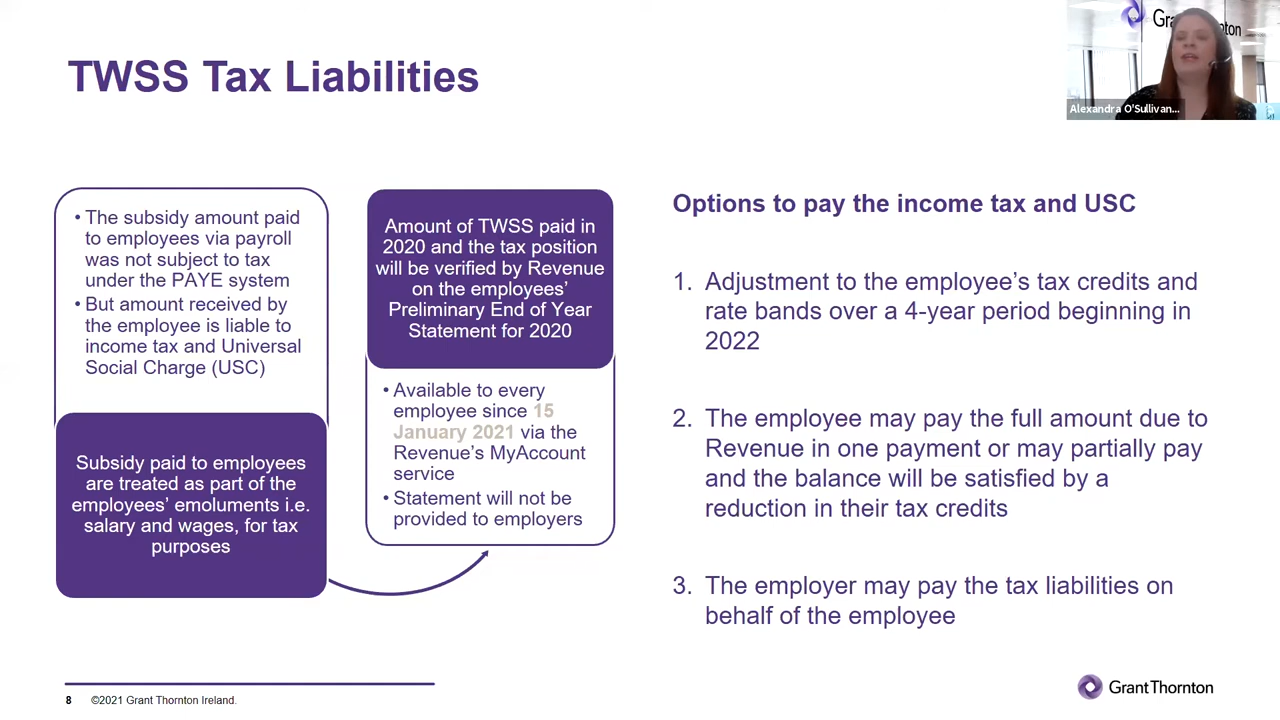 TWSS Tax Liabilities
Alexandra O'Sullivan...
• The subsidy amount paid
to employees via payroll
was not subject to tax
under the PAYE system
• But amount received by
the employee is liable to
income tax and Universal
Social Charge (USC)
Subsidy paid to employees
are treated as part of the
employees' emoluments i.e.
salary and wages, for tax
purposes
Amount of TWSS paid in
2020 and the tax position
will be verified by Revenue
on the employees'
Preliminary End of Year
Statement for 2020
• Available to every
employee since 15
January 2021 via the
Revenue's MyAccount
service
• Statement will not be
provided to employers
Options to pay the income tax and USC
1. Adjustment to the employee's tax credits and
rate bands over a 4-year period beginning in
2022
2. The employee may pay the full amount due to
Revenue in one payment or may partially pay
and the balance will be satisfied by a
reduction in their tax credits
3. The employer may pay the tax liabilities on
behalf of the employee
8 ©2021 Grant Thornton Ireland.
Grant Thornton